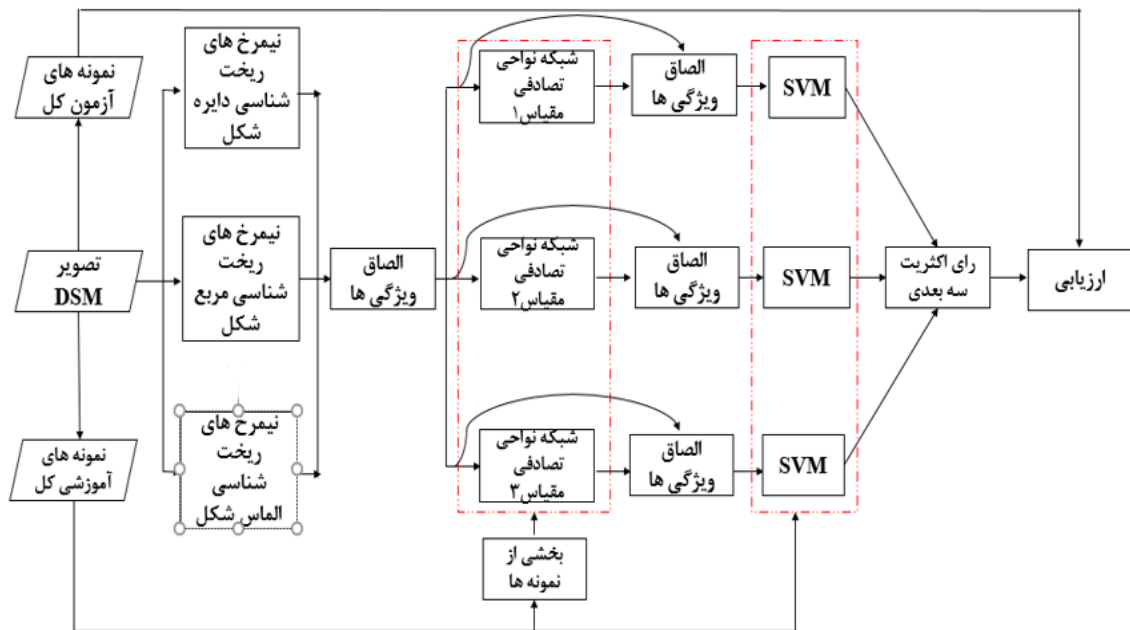 نمونه های
آزمون کل
تصویر
DSM
نمونه های
آموزشی کل
نیمرخ های
ریخت
شناسی دایره
شکل
نیمرخ های
ریخت
شناسی مربع
شکل
نیمرخ های
ریخت
شناسی
الماس شکل
الصاق
ویژگی ها
شبکه نواحی
تصادفی
مقیاس۱
الصاق
ویژگی ها
SVM
شبکه نواحی
تصادفی
مقیاس۲
الصاق
ویژگی ها
SVM
شبکه نواحی
تصادفی
مقیاس۳
الصاق
ویژگی ها
SVM
بخشی از
نمونه ها
رای اکثریت
سه بعدی
ارزیابی